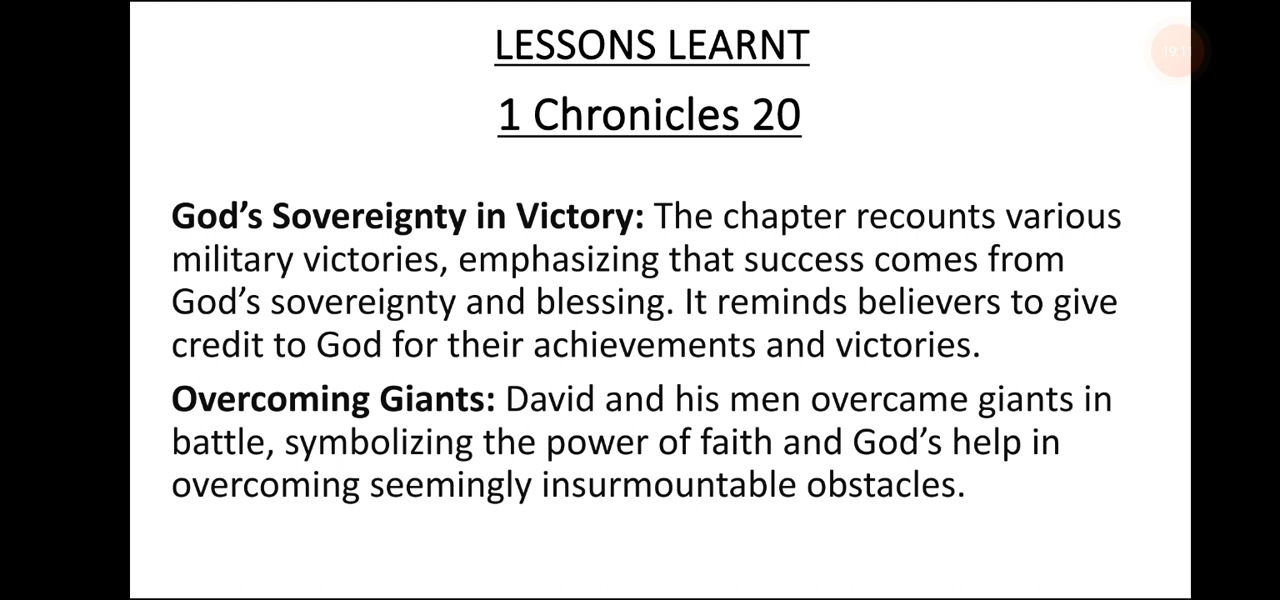 LESSONS LEARNT
19:11
1 Chronicles 20
God’s Sovereignty in Victory: The chapter recounts various
military victories, emphasizing that success comes from
God’s sovereignty and blessing. It reminds believers to give
credit to God for their achievements and victories.
Overcoming Giants: David and his men overcame giants in
battle, symbolizing the power of faith and God’s help in
overcoming seemingly insurmountable obstacles.